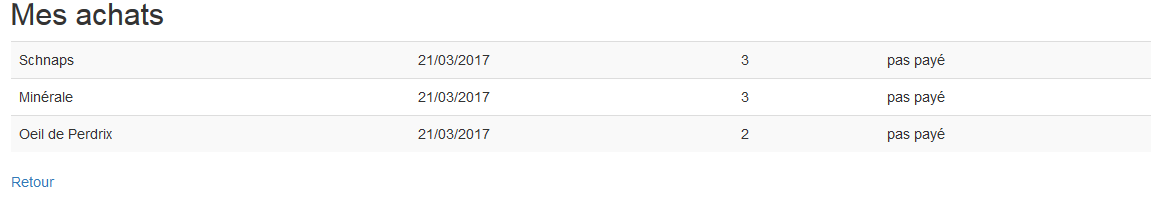 Mes achats
Schnaps 21/03/2017 3 pas payé
Minérale 21/03/2017 3 pas payé
Oeil de Perdrix 21/03/2017 2 pas payé
Retour